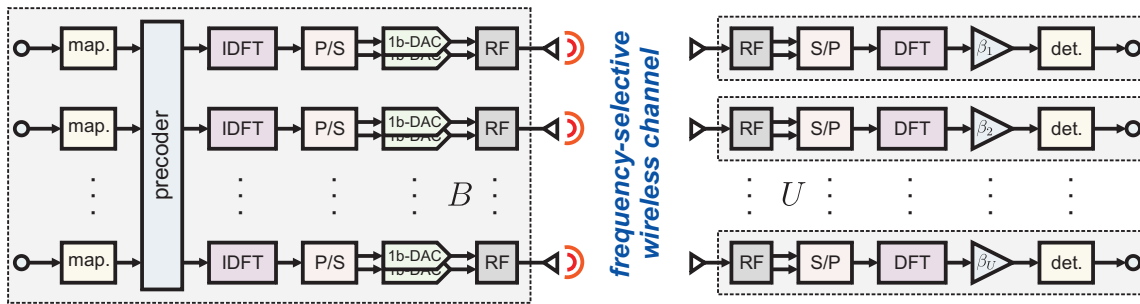 map. IDFT P/S 1b-DAC 1b-DAC RF RF S/P DFT β₁ det.
map. IDFT P/S 1b-DAC 1b-DAC RF RF S/P DFT β₂ det.
precoder
B
frequency-selective
wireless channel
U
map. IDFT P/S 1b-DAC 1b-DAC RF RF S/P DFT β_U det.